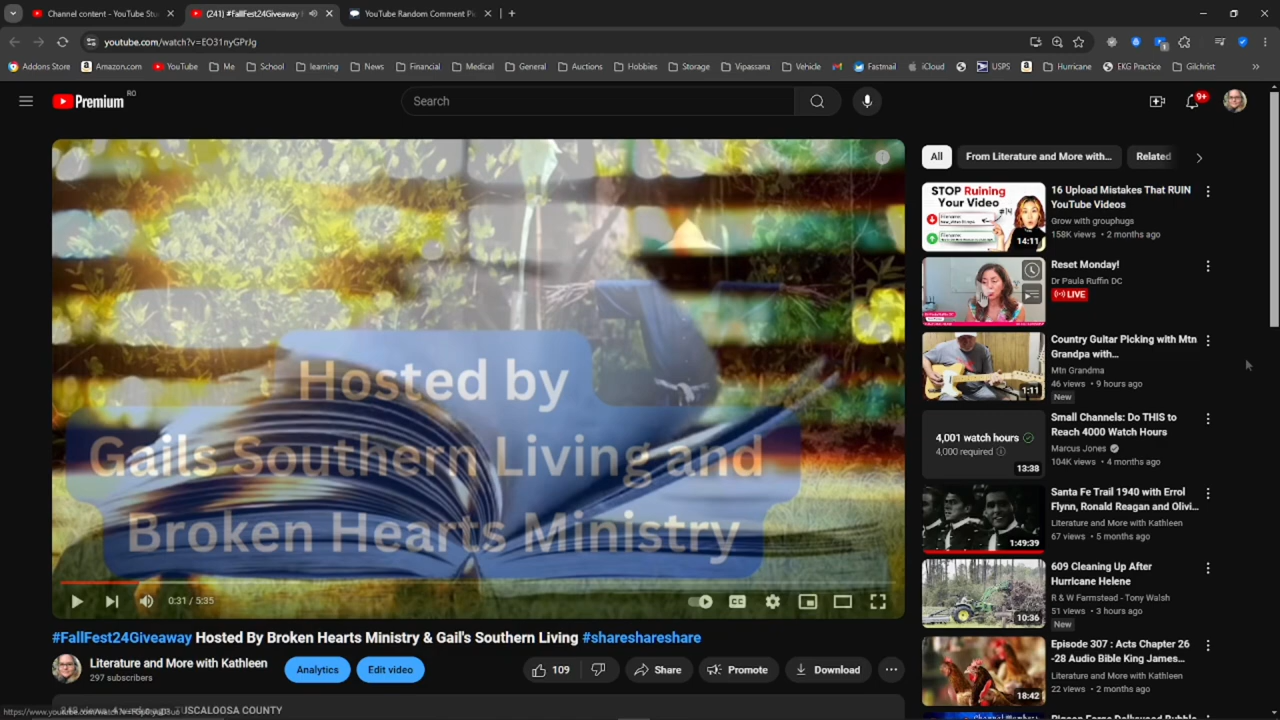 Channel content - YouTube Stu
(241) #FallFest24Giveaway
YouTube Random Comment Pi
youtube.com/watch?v=EO31nyGPrJg
Addons Store
Amazon.com
YouTube
Me
School
learning
News
Financial
Medical
General
Auctions
Hobbies
Storage
Vipassana
Vehicle
Fastmail
iCloud
USPS
Hurricane
EKG Practice
Gilchrist
Premium RO
Search
9+
All
From Literature and More with...
Related
Hosted by
Gails Southern Living and
Broken Hearts Ministry
0:31 / 5:35
#FallFest24Giveaway Hosted By Broken Hearts Ministry & Gail's Southern Living #shareshareshare
Literature and More with Kathleen
297 subscribers
Analytics
Edit video
109
Share
Promote
Download
TUSCALOOSA COUNTY
STOP Ruining
Your Video
#14
14:11
16 Upload Mistakes That RUIN
YouTube Videos
Grow with grouphugs
158K views • 2 months ago
Reset Monday!
Dr Paula Ruffin DC
LIVE
1:11
Country Guitar Picking with Mtn
Grandpa with...
Mtn Grandma
46 views • 9 hours ago
New
4,001 watch hours
4,000 required
13:38
Small Channels: Do THIS to
Reach 4000 Watch Hours
Marcus Jones
104K views • 4 months ago
1:49:39
Santa Fe Trail 1940 with Errol
Flynn, Ronald Reagan and Olivi...
Literature and More with Kathleen
67 views • 5 months ago
10:36
609 Cleaning Up After
Hurricane Helene
R & W Farmstead - Tony Walsh
51 views • 3 hours ago
New
18:42
Episode 307 : Acts Chapter 26
-28 Audio Bible King James...
Literature and More with Kathleen
22 views • 2 months ago